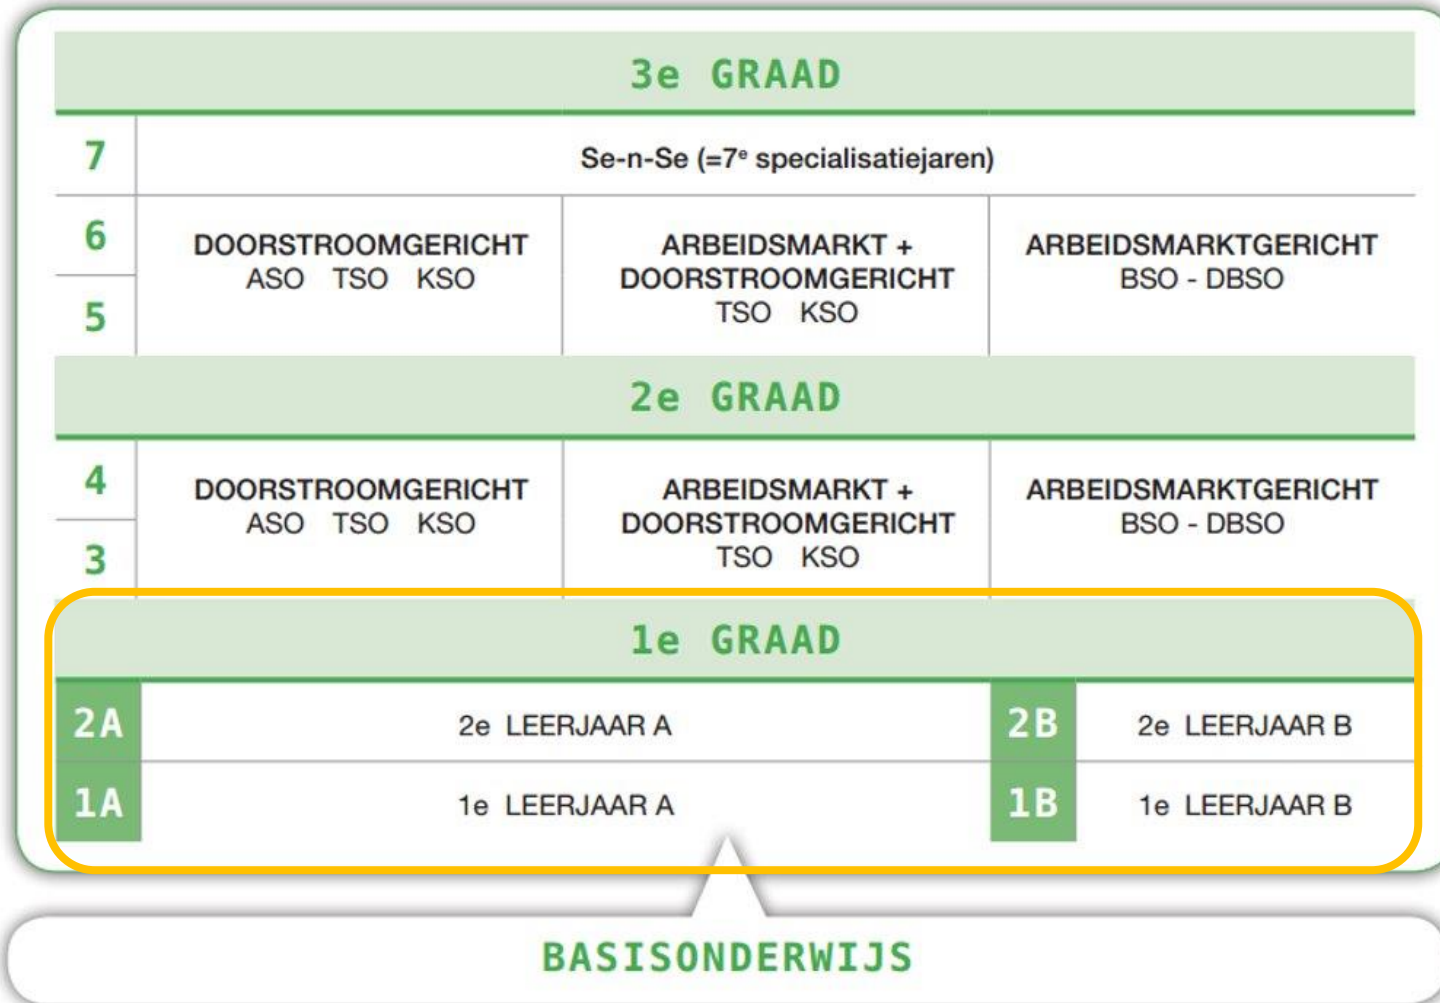 3e GRAAD
7
Se-n-Se (=7ᵉ specialisatiejaren)
6
5
DOORSTROOMGERICHT
ASO TSO KSO
ARBEIDSMARKT +
DOORSTROOMGERICHT
TSO KSO
ARBEIDSMARKTGERICHT
BSO - DBSO
2e GRAAD
4
3
DOORSTROOMGERICHT
ASO TSO KSO
ARBEIDSMARKT +
DOORSTROOMGERICHT
TSO KSO
ARBEIDSMARKTGERICHT
BSO - DBSO
1e GRAAD
2A 2e LEERJAAR A 2B 2e LEERJAAR B
1A 1e LEERJAAR A 1B 1e LEERJAAR B
BASISONDERWIJS